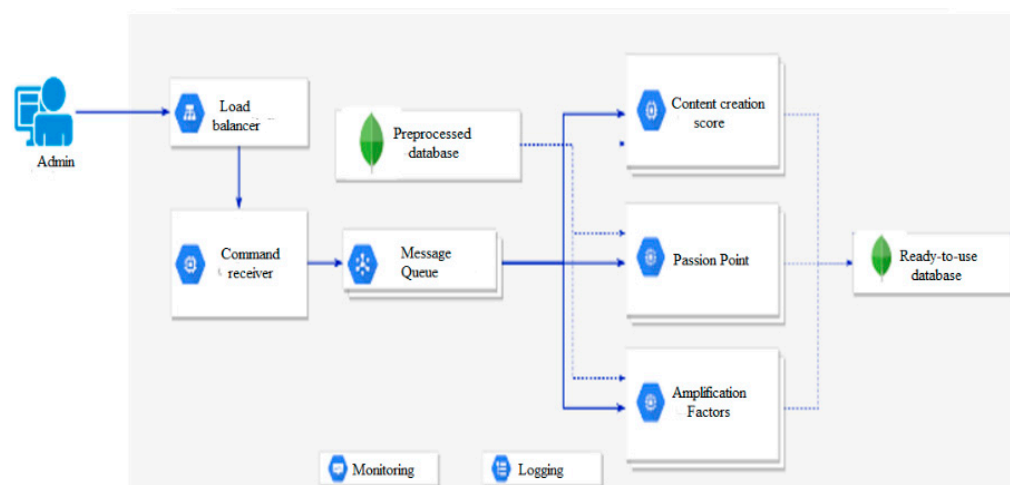 Admin
Load
balancer
Command
receiver
Preprocessed
database
Message
Queue
Content creation
score
Passion Point
Amplification
Factors
Ready-to-use
database
Monitoring
Logging